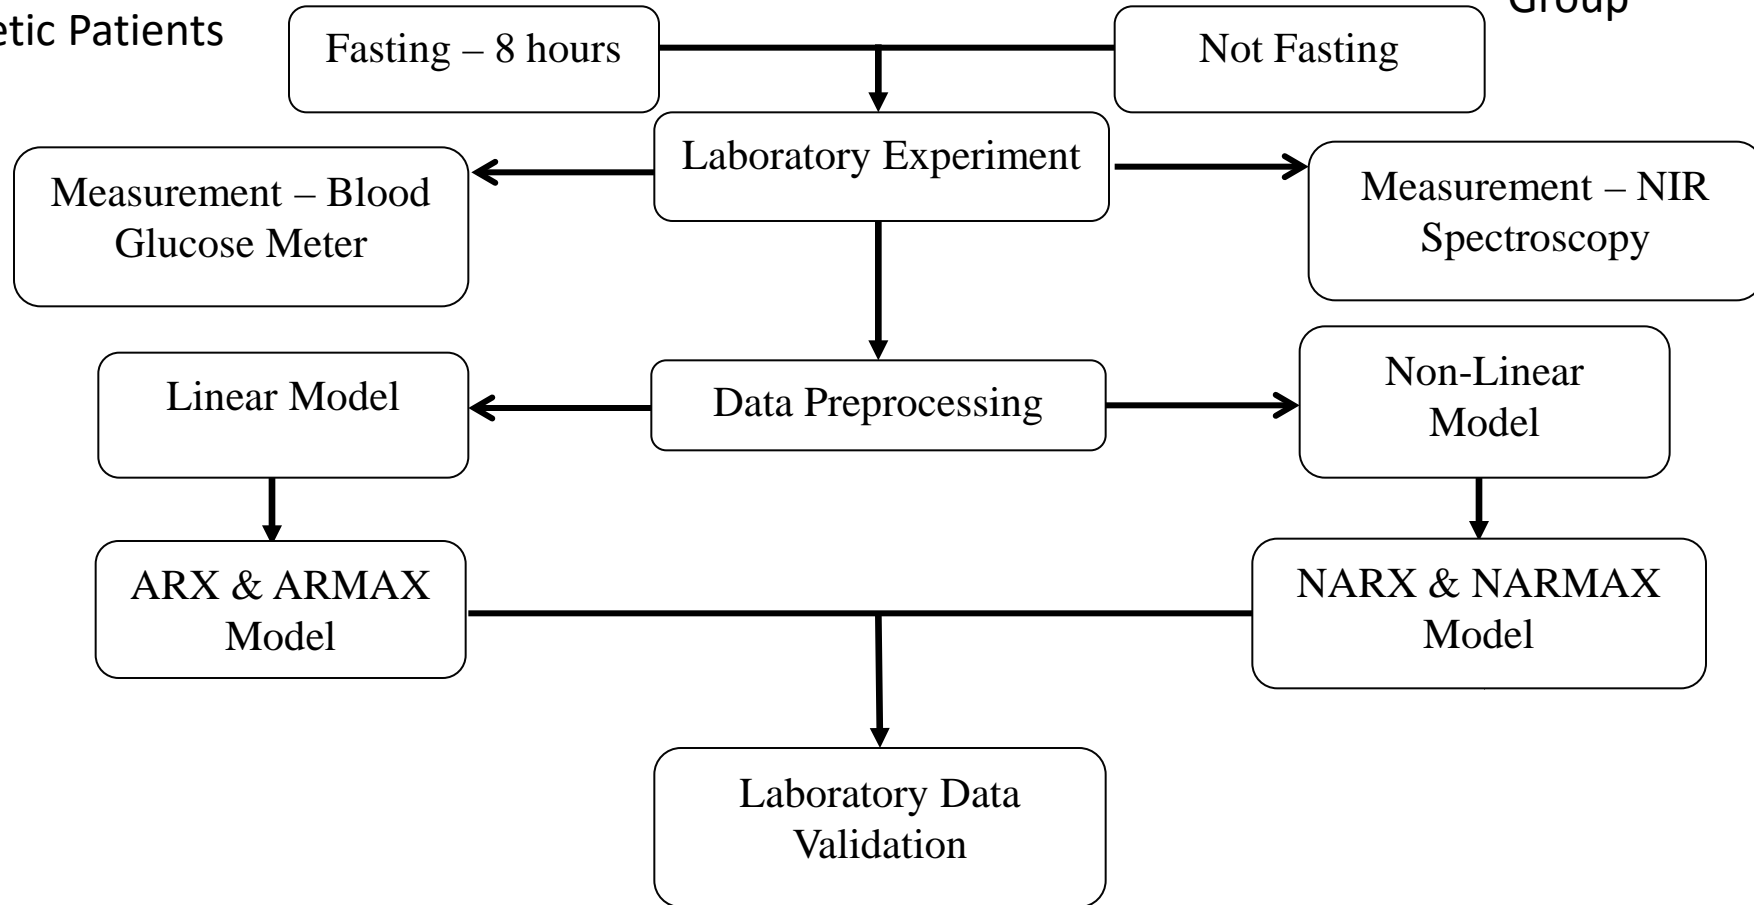 etic Patients
Group
Fasting – 8 hours
Not Fasting
Laboratory Experiment
Measurement – Blood
Glucose Meter
Measurement – NIR
Spectroscopy
Linear Model
Data Preprocessing
Non-Linear
Model
ARX & ARMAX
Model
NARX & NARMAX
Model
Laboratory Data
Validation